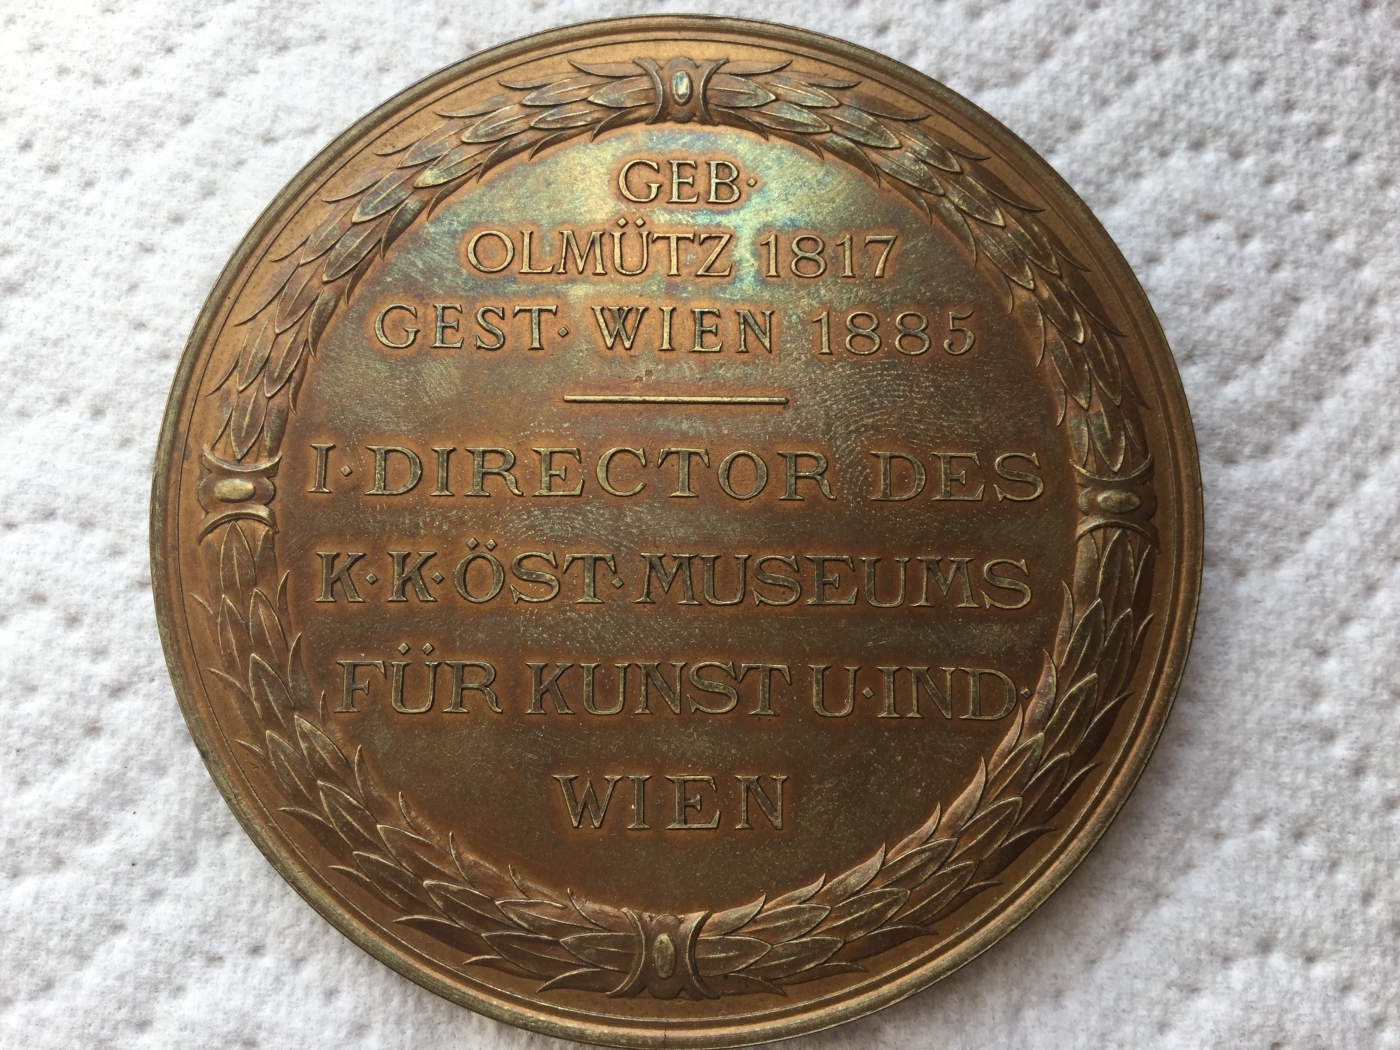 GEB·
OLMÜTZ 1817
GEST· WIEN 1885
I·DIRECTOR DES
K·K·ÖST·MUSEUMS
FÜR KUNST U·IND·
WIEN